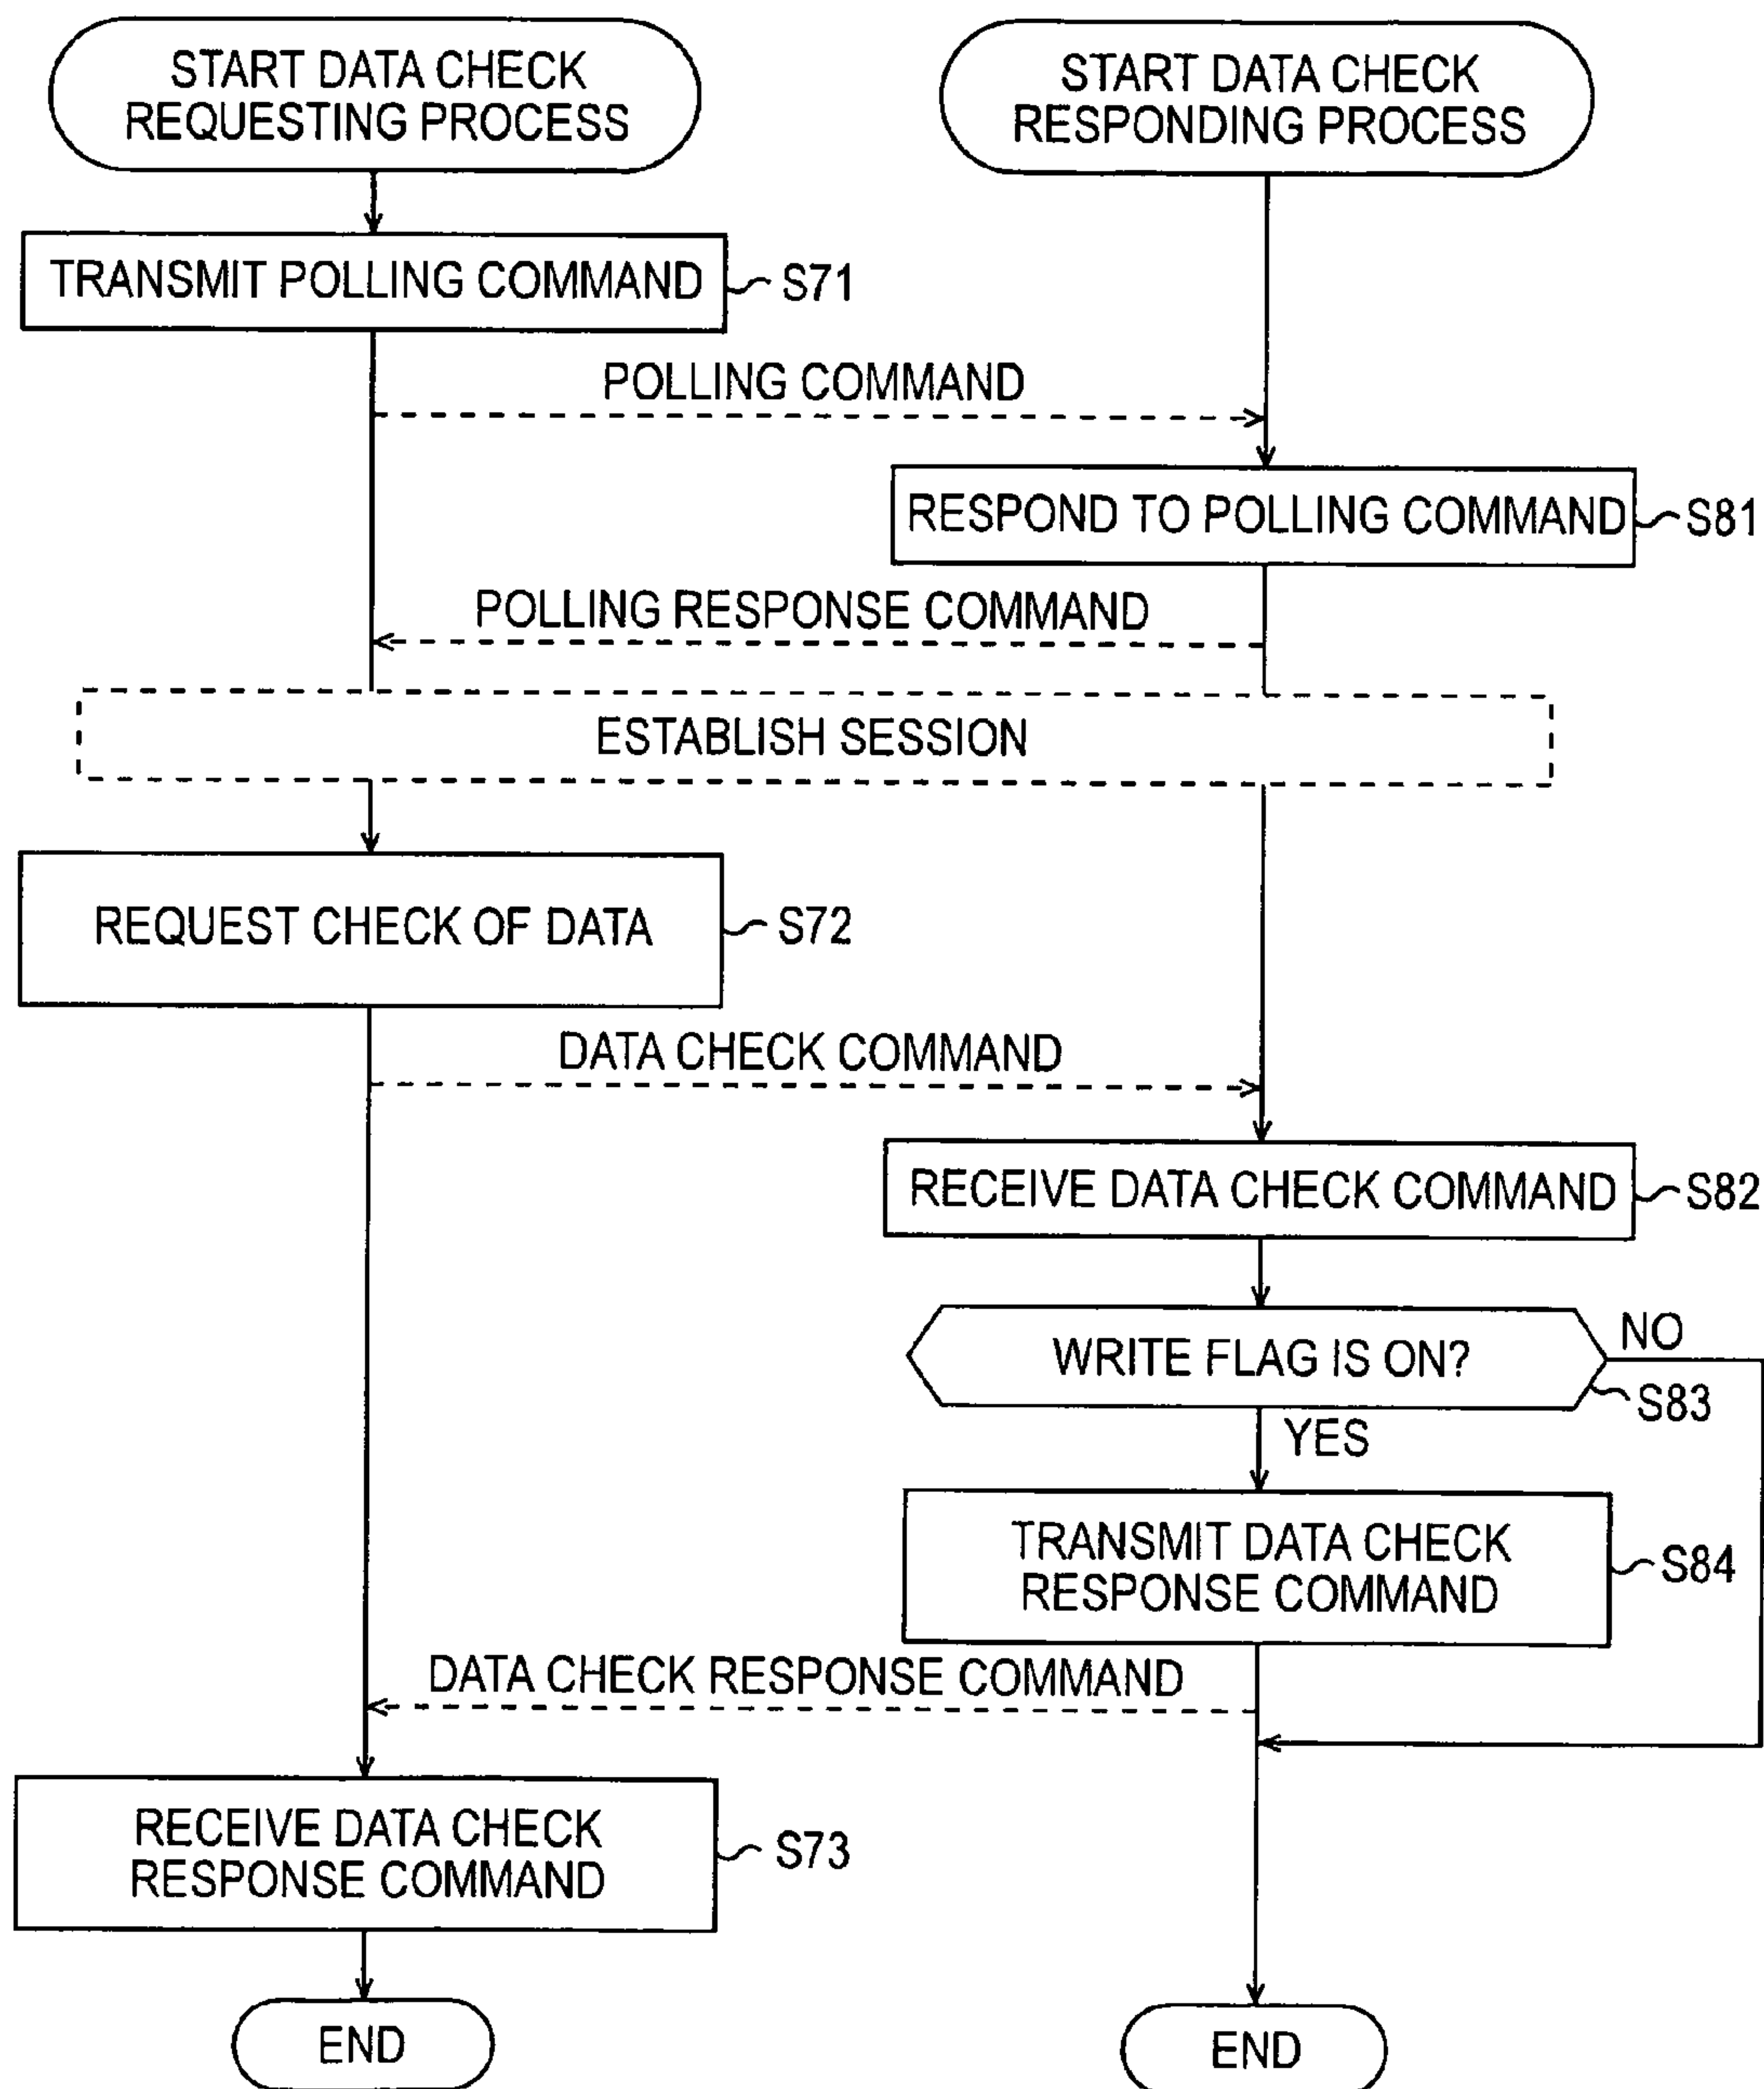 START DATA CHECK
REQUESTING PROCESS
START DATA CHECK
RESPONDING PROCESS
TRANSMIT POLLING COMMAND
S71
POLLING COMMAND
RESPOND TO POLLING COMMAND
S81
POLLING RESPONSE COMMAND
ESTABLISH SESSION
REQUEST CHECK OF DATA
S72
DATA CHECK COMMAND
RECEIVE DATA CHECK COMMAND
S82
WRITE FLAG IS ON?
NO
S83
YES
TRANSMIT DATA CHECK
RESPONSE COMMAND
S84
DATA CHECK RESPONSE COMMAND
RECEIVE DATA CHECK
RESPONSE COMMAND
S73
END
END